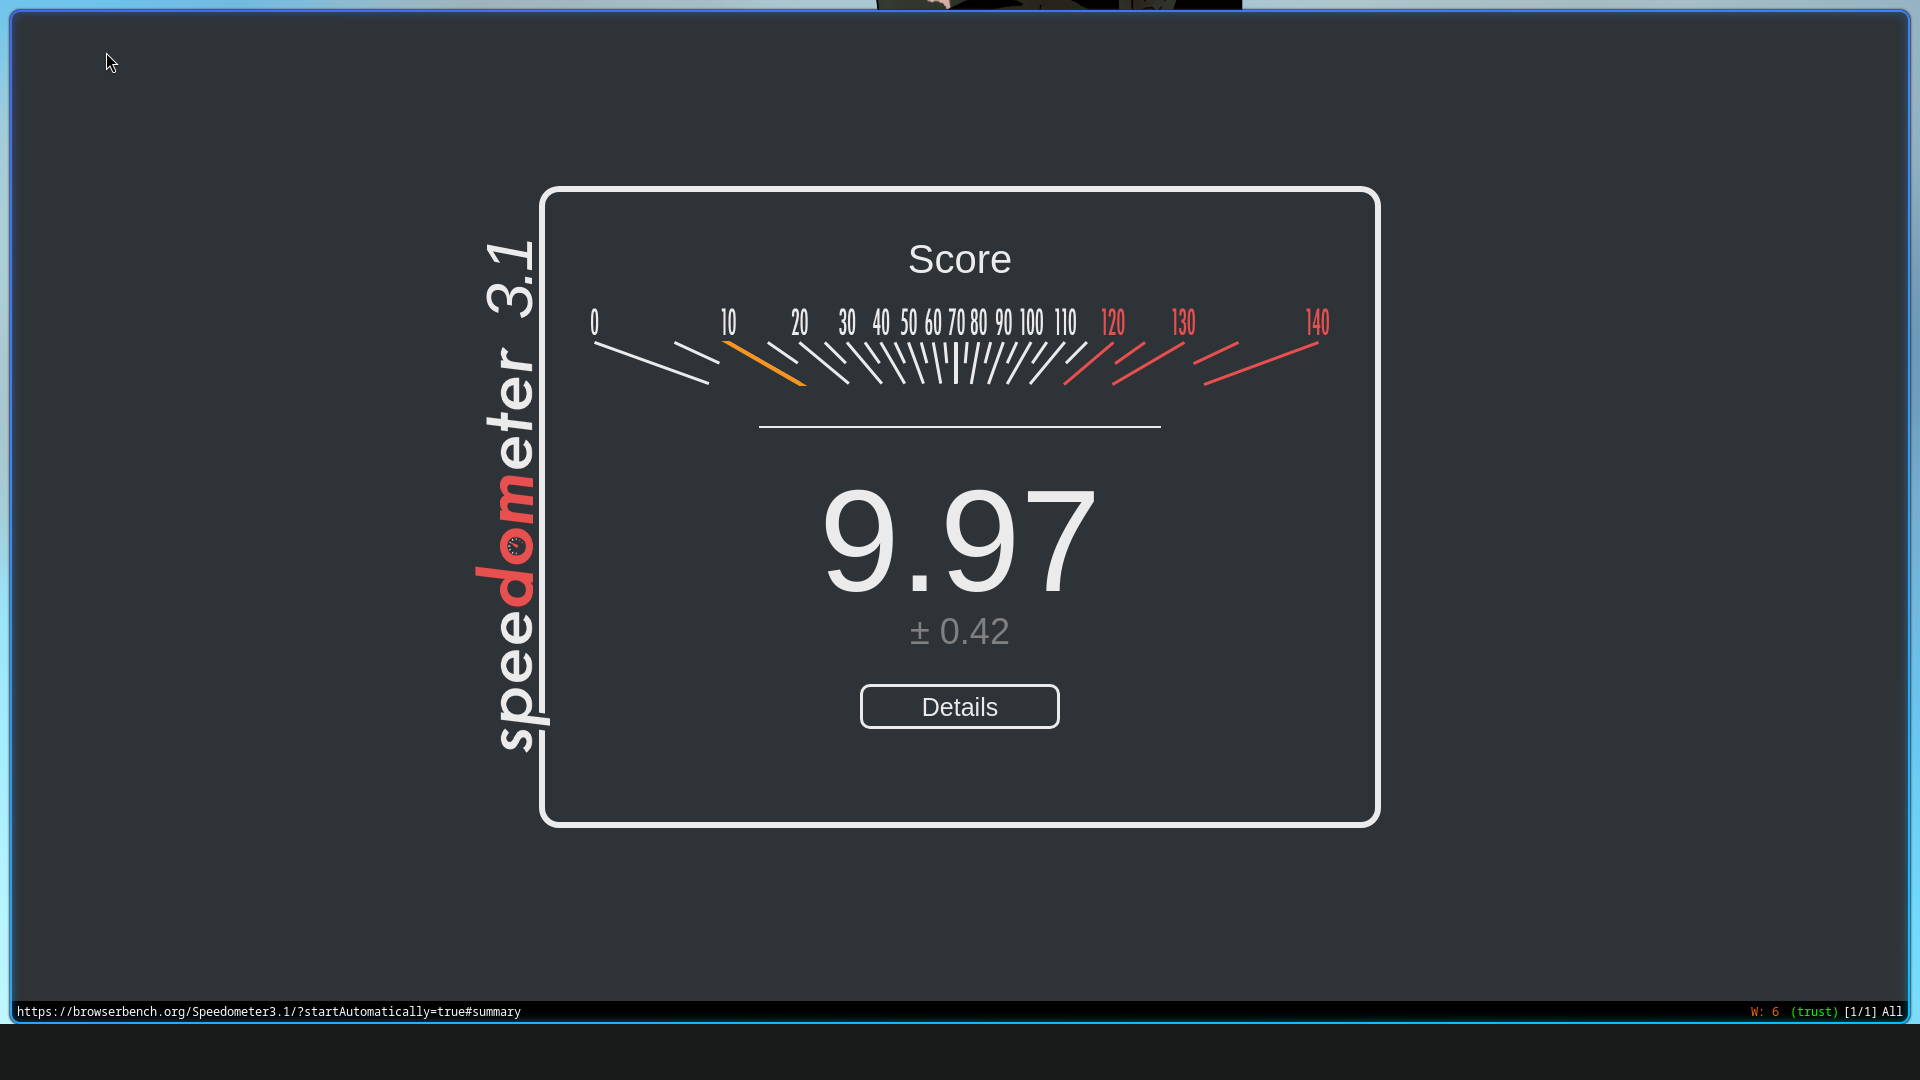 speedometer 3.1
Score
0 10 20 30 40 50 60 70 80 90 100 110 120 130 140
9.97
± 0.42
Details
https://browserbench.org/Speedometer3.1/?startAutomatically=true#summary W: 6 (trust) [1/1] All